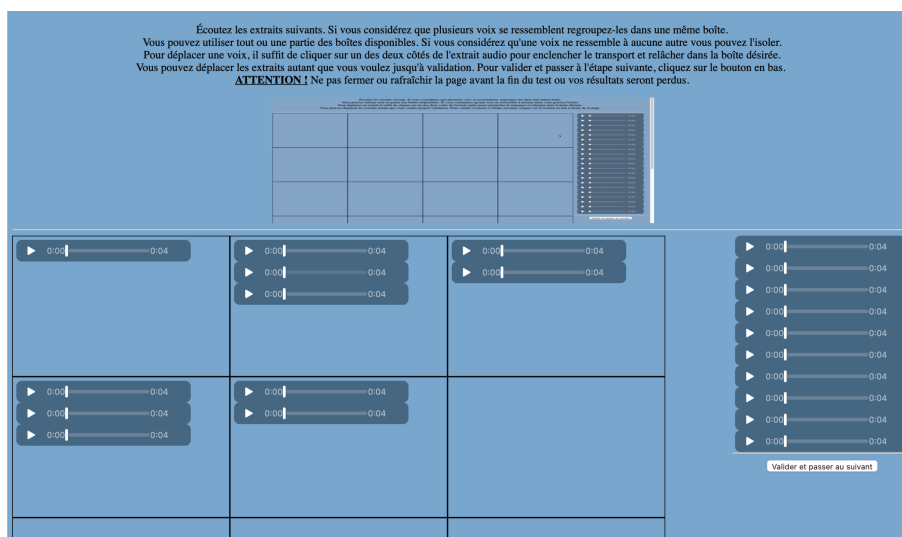 Écoutez les extraits suivants. Si vous considérez que plusieurs voix se ressemblent regroupez-les dans une même boîte.
Vous pouvez utiliser tout ou une partie des boîtes disponibles. Si vous considérez qu'une voix ne ressemble à aucune autre vous pouvez l'isoler.
Pour déplacer une voix, il suffit de cliquer sur un des deux côtés de l'extrait audio pour enclencher le transport et relâcher dans la boîte désirée.
Vous pouvez déplacer les extraits autant que vous voulez jusqu'à validation. Pour valider et passer à l'étape suivante, cliquez sur le bouton en bas.
ATTENTION ! Ne pas fermer ou rafraîchir la page avant la fin du test ou vos résultats seront perdus.
0:00 0:04 0:00 0:04 0:00 0:04 0:00 0:04
0:00 0:04 0:00 0:04 0:00 0:04
0:00 0:04 0:00 0:04
0:00 0:04
0:00 0:04
0:00 0:04
0:00 0:04
0:00 0:04 0:00 0:04 0:00 0:04
0:00 0:04 0:00 0:04 0:00 0:04
0:00 0:04 0:00 0:04
Valider et passer au suivant